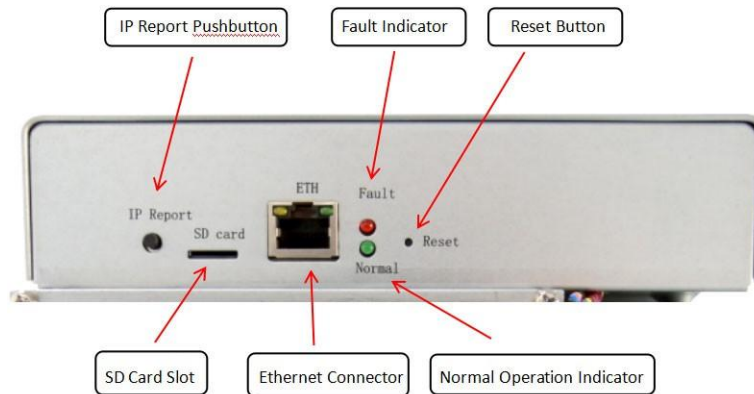 IP Report Pushbutton
Fault Indicator
Reset Button
ETH
Fault
IP Report
SD card
Reset
Normal
SD Card Slot
Ethernet Connector
Normal Operation Indicator